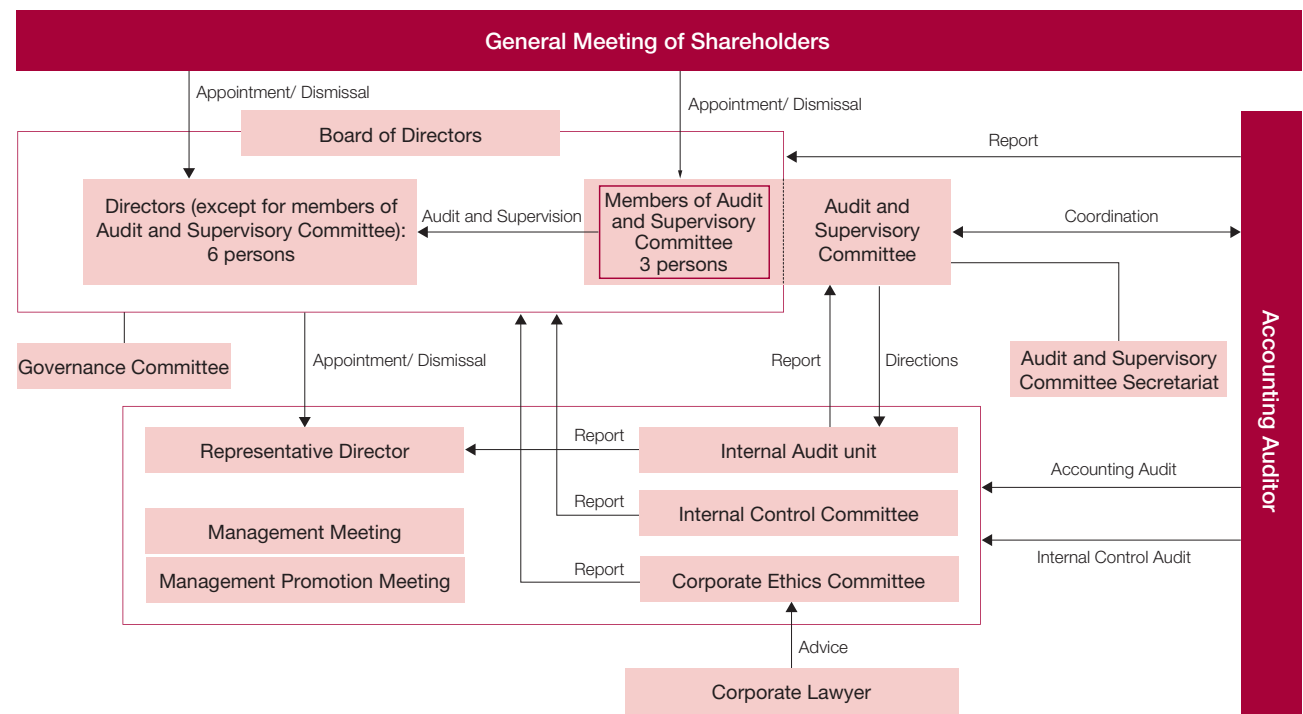 General Meeting of Shareholders
Appointment/ Dismissal
Appointment/ Dismissal
Board of Directors
Report
Directors (except for members of
Audit and Supervisory Committee):
6 persons
Audit and Supervision
Members of Audit
and Supervisory
Committee
3 persons
Audit and
Supervisory
Committee
Coordination
Accounting Auditor
Governance Committee
Appointment/ Dismissal
Report
Directions
Audit and Supervisory
Committee Secretariat
Representative Director
Report
Internal Audit unit
Accounting Audit
Management Meeting
Report
Internal Control Committee
Internal Control Audit
Management Promotion Meeting
Report
Corporate Ethics Committee
Advice
Corporate Lawyer